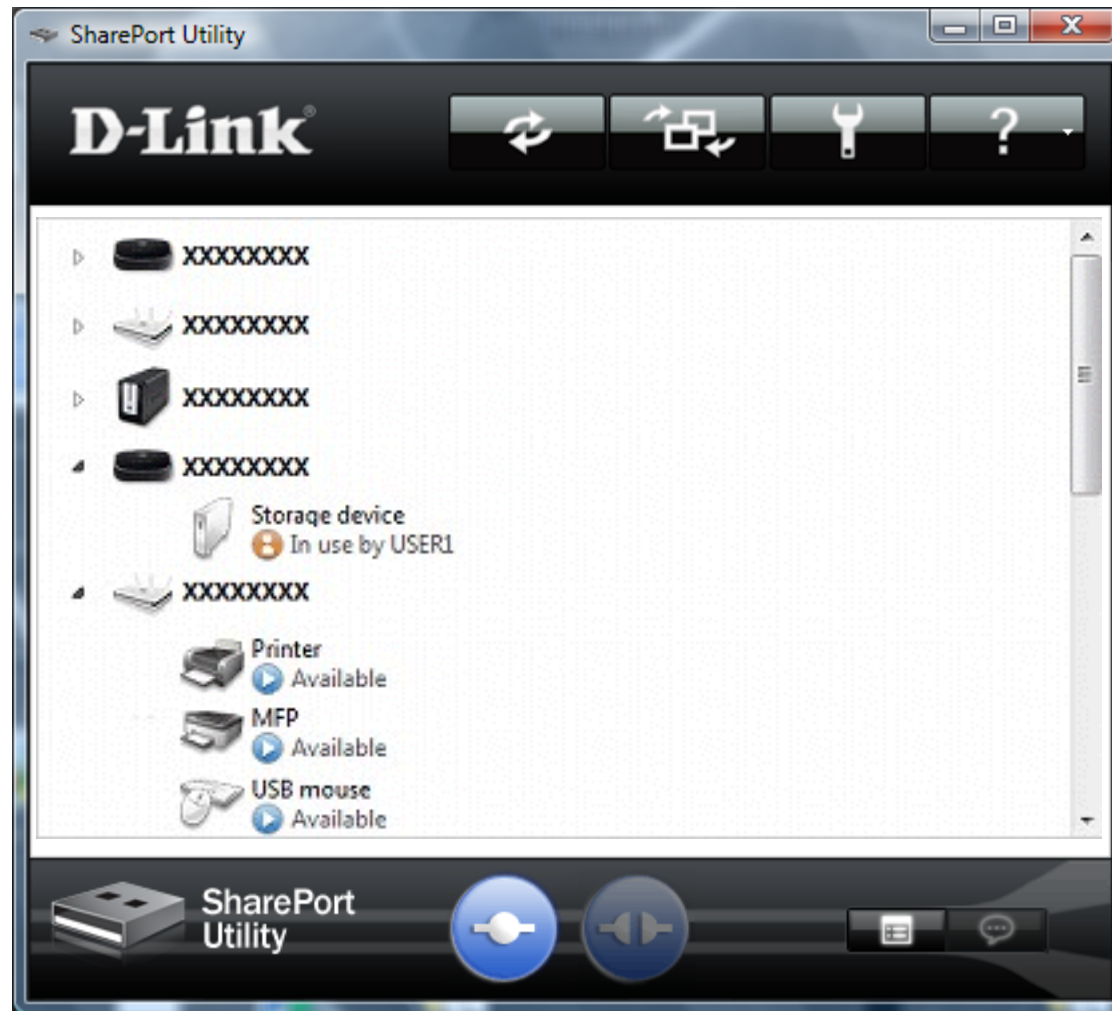 SharePort Utility
D-Link®
?
XXXXXXXX
XXXXXXXX
XXXXXXXX
XXXXXXXX
Storage device
In use by USER1
XXXXXXXX
Printer
Available
MFP
Available
USB mouse
Available
SharePort
Utility